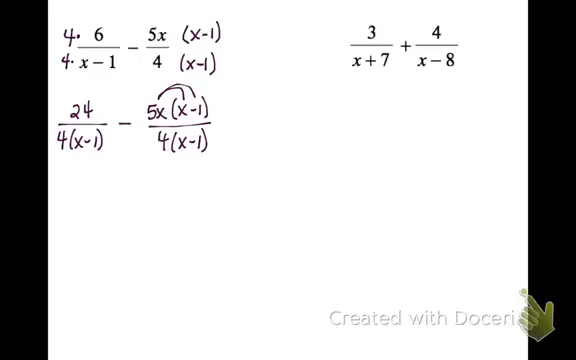 4· 6/(x − 1) · 4· − 5x/4 (x-1)/(x-1)
24/4(x-1) − 5x(x-1)/4(x-1)
3/(x + 7) + 4/(x − 8)
Created with Doceri